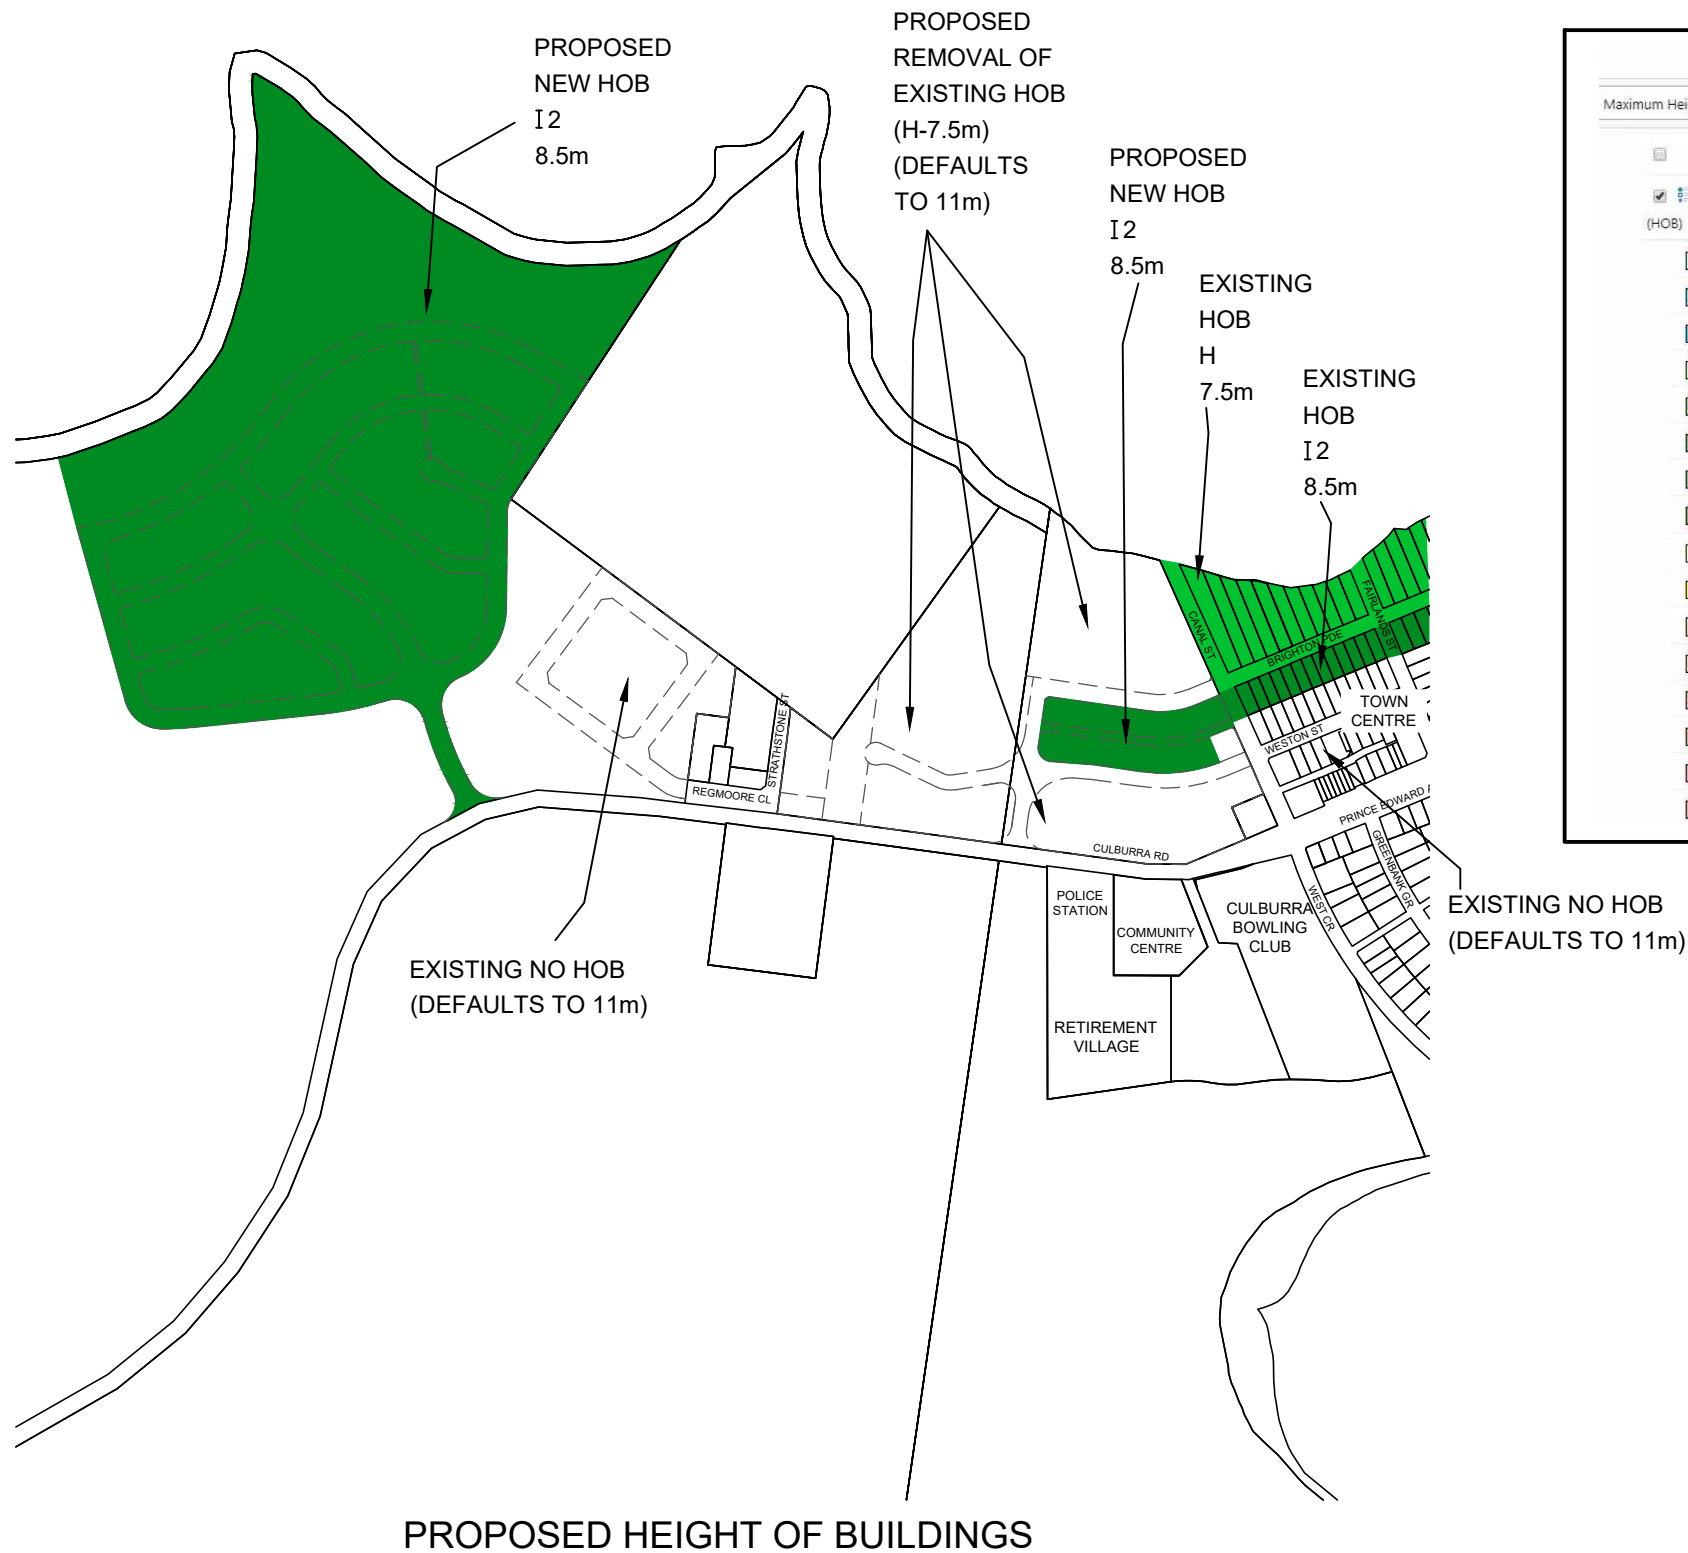 PROPOSED
NEW HOB
I2
8.5m
PROPOSED
REMOVAL OF
EXISTING HOB
(H-7.5m)
(DEFAULTS
TO 11m)
PROPOSED
NEW HOB
I2
8.5m
EXISTING
HOB
H
7.5m
EXISTING
HOB
I2
8.5m
Maximum Hei
(HOB)
CANAL ST
BRIGHTON PDE
FAIRLANDS ST
TOWN
CENTRE
WESTON ST
PRINCE EDWARD A
GREENBANK GR
WEST CR
STRATHSTONE ST
REGMOORE CL
CULBURRA RD
POLICE
STATION
COMMUNITY
CENTRE
CULBURRA
BOWLING
CLUB
RETIREMENT
VILLAGE
EXISTING NO HOB
(DEFAULTS TO 11m)
EXISTING NO HOB
(DEFAULTS TO 11m)
PROPOSED HEIGHT OF BUILDINGS